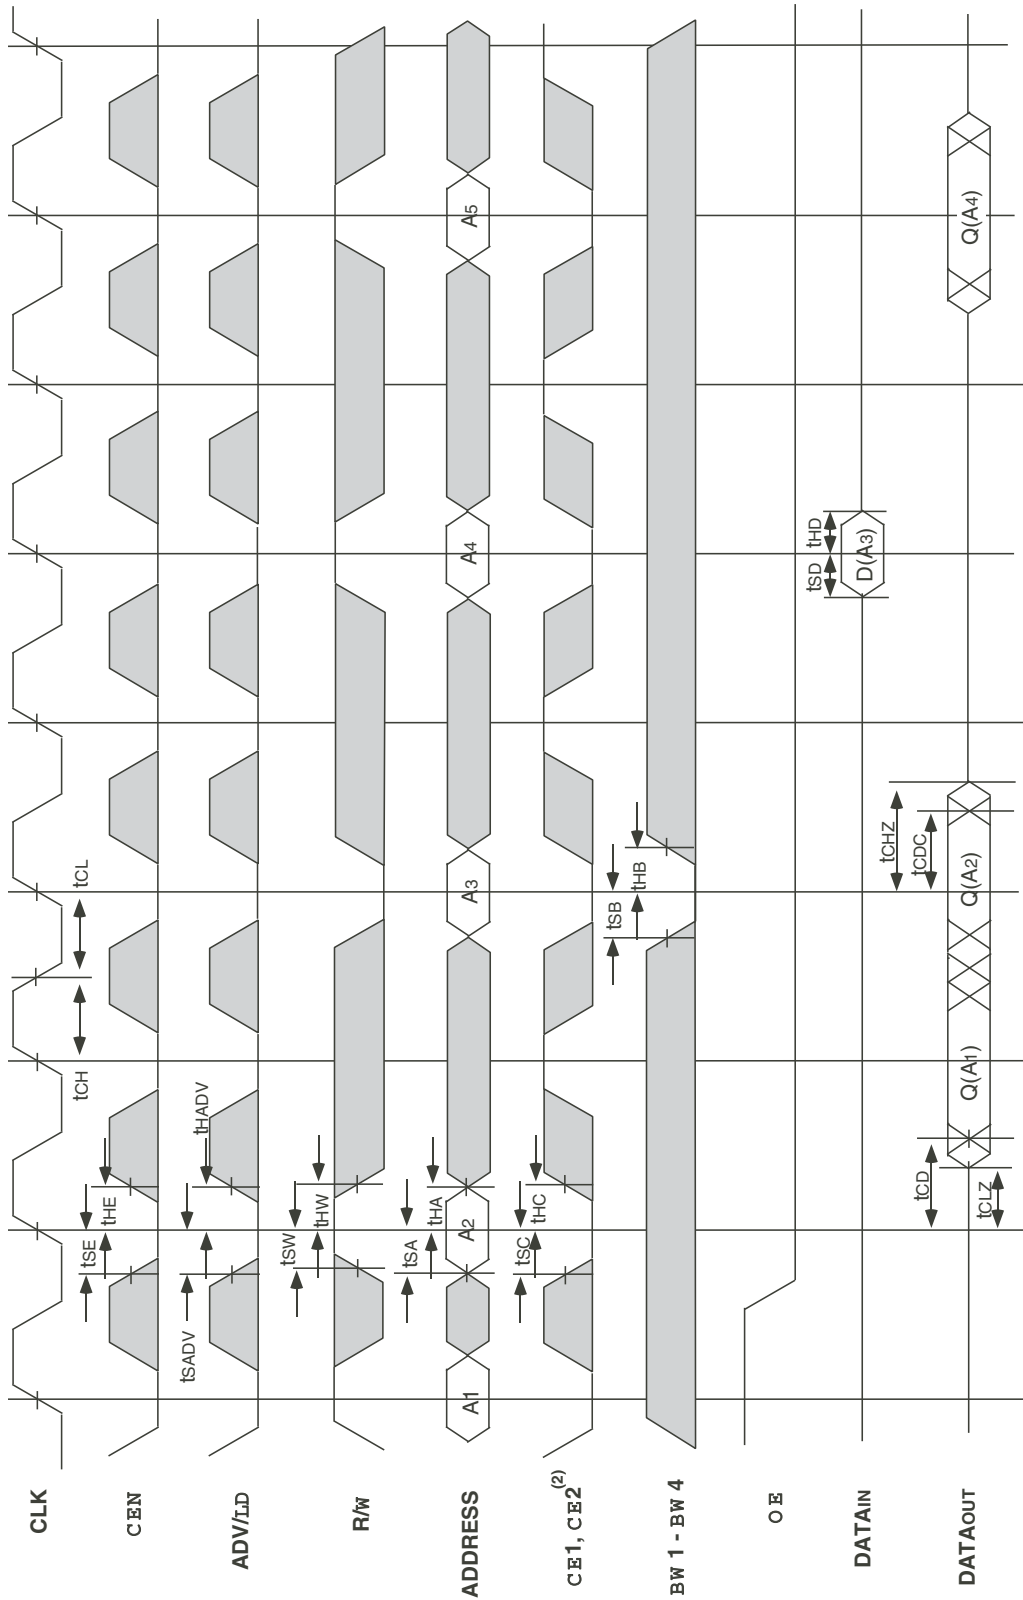 CLK
tCH
tCL
CEN
tSE
tHE
ADV/LD
tSADV
tHADV
R/W
tSW
tHW
ADDRESS
A1
tSA
A2
tHA
A3
A4
A5
CE1, CE2(2)
tSC
tHC
BW1 - BW4
tSB
tHB
OE
DATAIN
tSD
D(A3)
tHD
DATAOUT
tCD
tCLZ
Q(A1)
Q(A2)
tCHZ
tCDC
Q(A4)